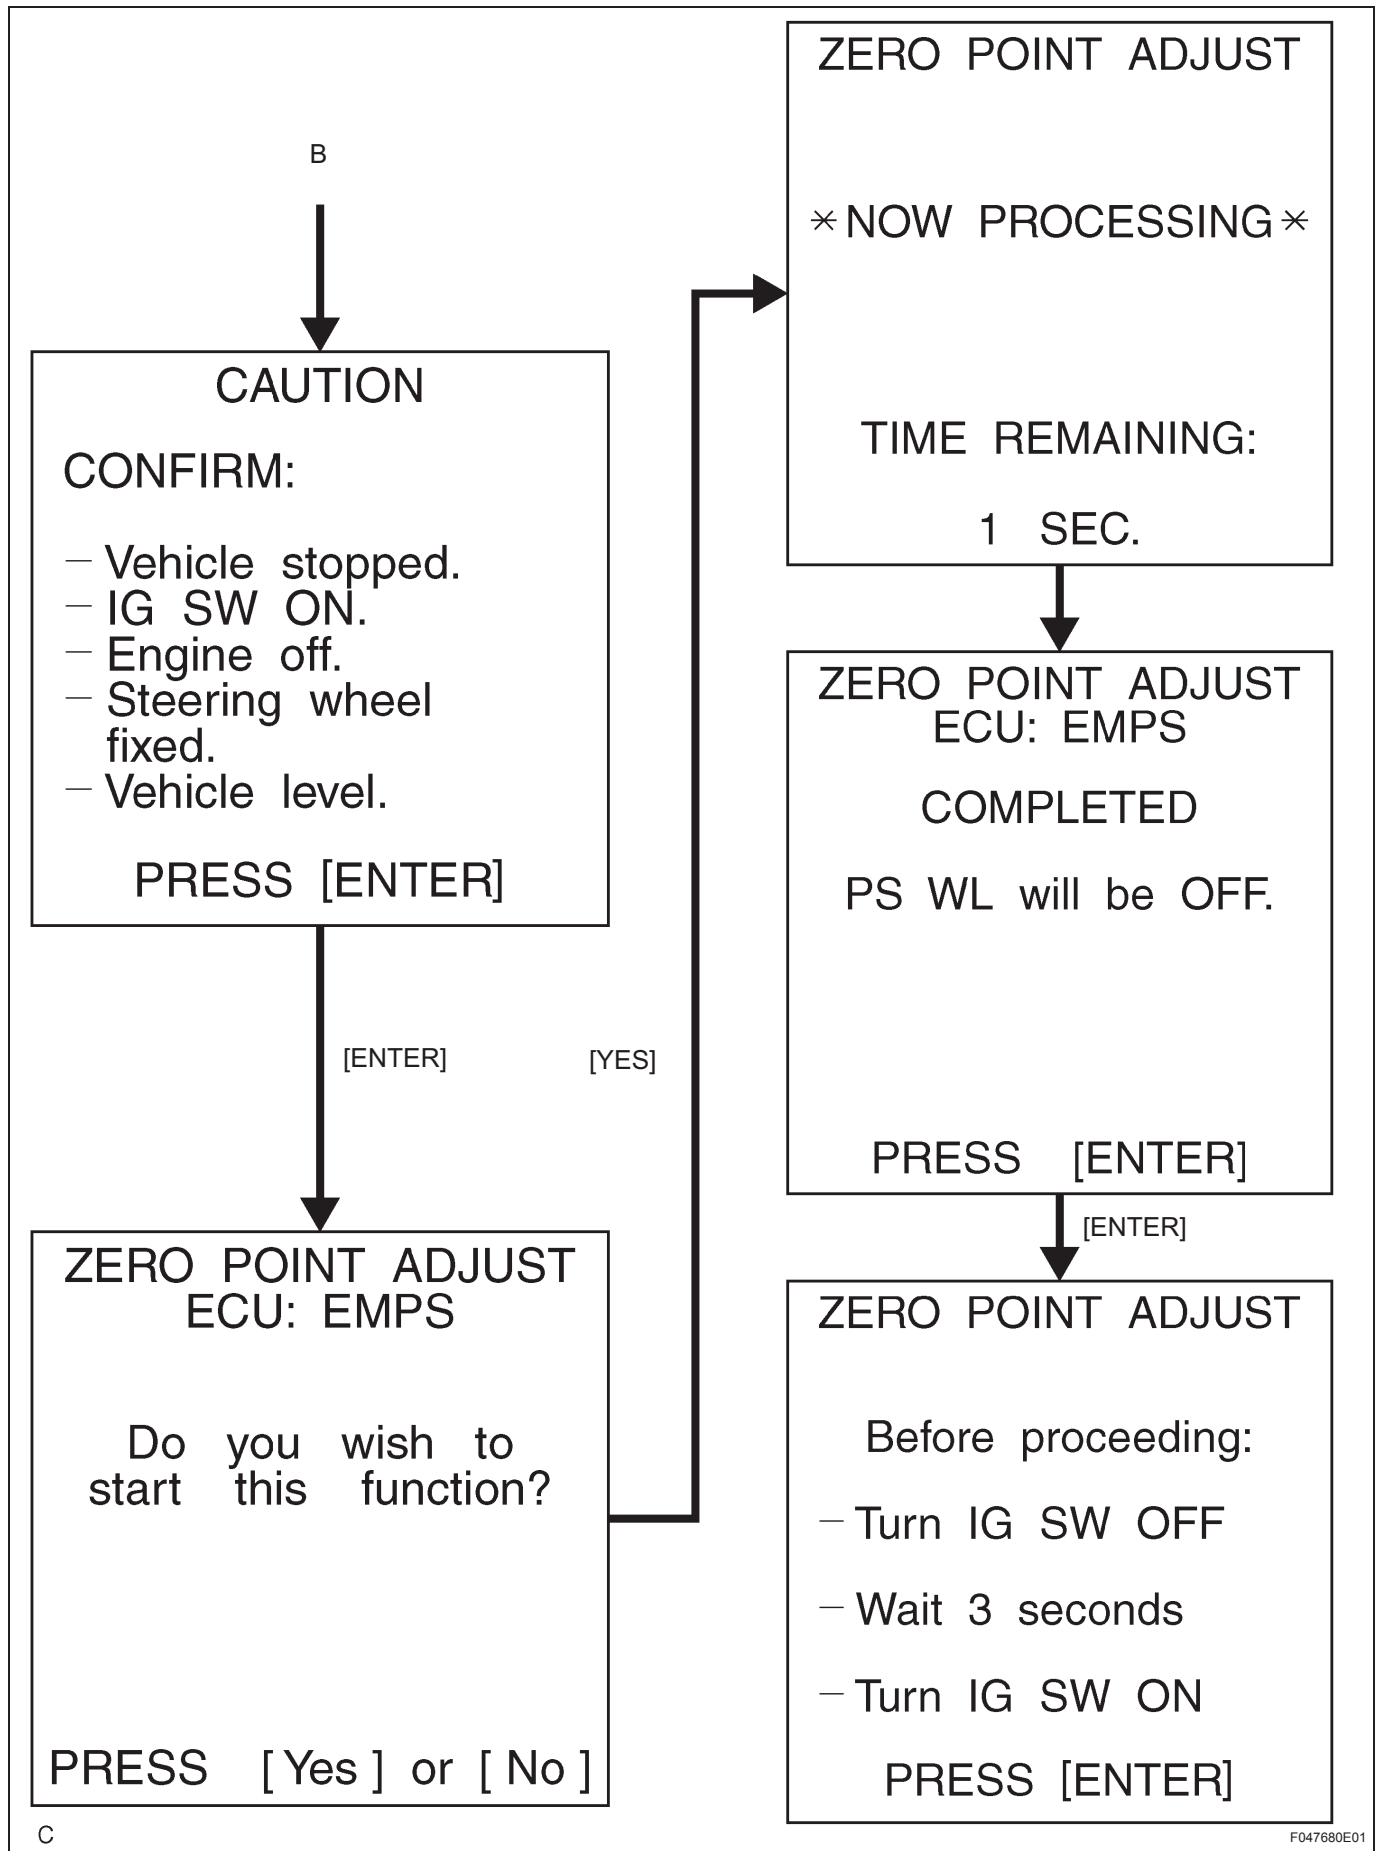 B
CAUTION
CONFIRM:
– Vehicle stopped.
– IG SW ON.
– Engine off.
– Steering wheel
fixed.
– Vehicle level.
PRESS [ENTER]
[ENTER]
ZERO POINT ADJUST
ECU: EMPS
Do you wish to
start this function?
PRESS [ Yes ] or [ No ]
[YES]
ZERO POINT ADJUST
*NOW PROCESSING*
TIME REMAINING:
1 SEC.
ZERO POINT ADJUST
ECU: EMPS
COMPLETED
PS WL will be OFF.
PRESS [ENTER]
[ENTER]
ZERO POINT ADJUST
Before proceeding:
– Turn IG SW OFF
– Wait 3 seconds
– Turn IG SW ON
PRESS [ENTER]
C
F047680E01